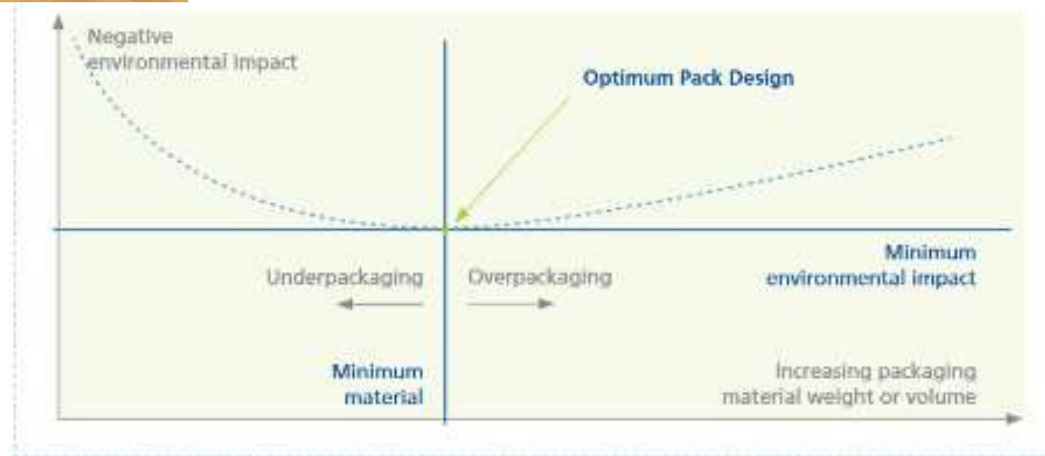 Negative
environmental impact
Optimum Pack Design
Minimum
environmental impact
Underpackaging
Overpackaging
Minimum
material
Increasing packaging
material weight or volume